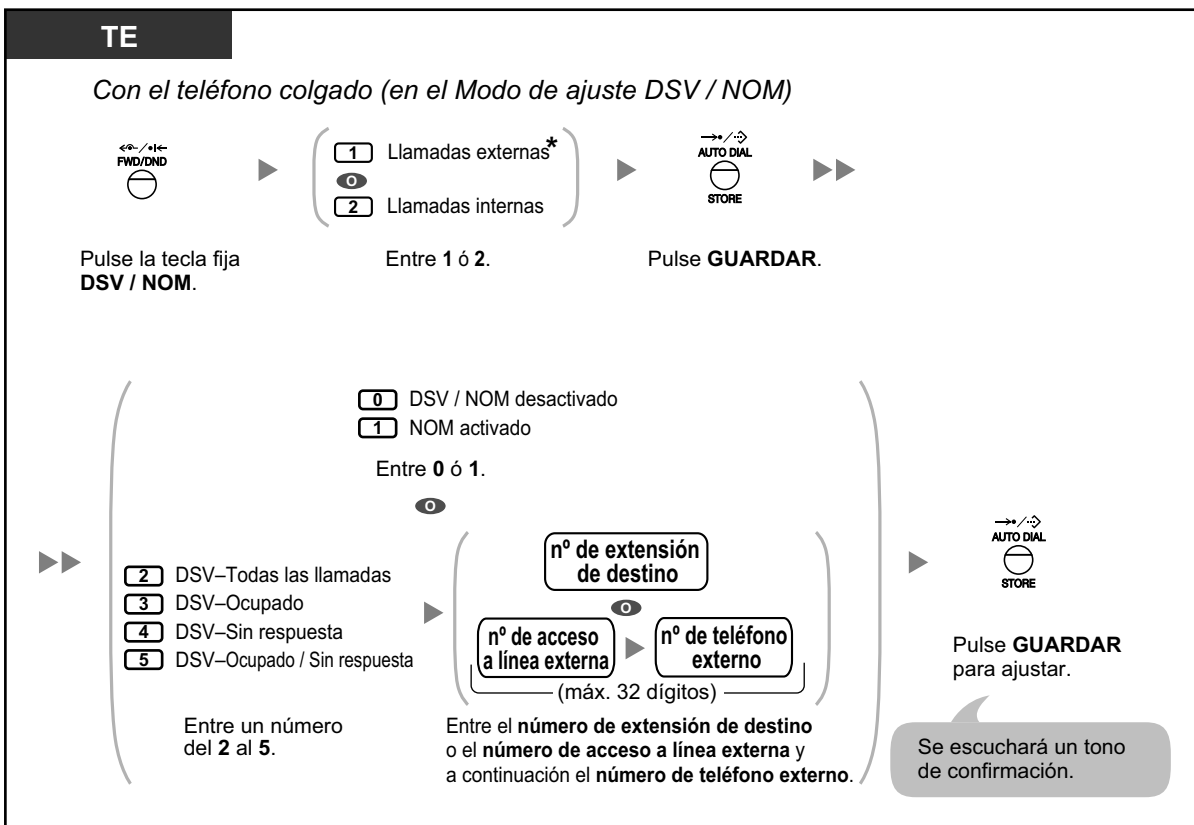 TE
Con el teléfono colgado (en el Modo de ajuste DSV / NOM)
FWD/DND
1 Llamadas externas*
O
2 Llamadas internas
AUTO DIAL
STORE
Pulse la tecla fija
DSV / NOM.
Entre 1 ó 2.
Pulse GUARDAR.
0 DSV / NOM desactivado
1 NOM activado
Entre 0 ó 1.
O
2 DSV–Todas las llamadas
3 DSV–Ocupado
4 DSV–Sin respuesta
5 DSV–Ocupado / Sin respuesta
Entre un número
del 2 al 5.
nº de extensión
de destino
O
nº de acceso
a línea externa
nº de teléfono
externo
(máx. 32 dígitos)
Entre el número de extensión de destino
o el número de acceso a línea externa y
a continuación el número de teléfono externo.
AUTO DIAL
STORE
Pulse GUARDAR
para ajustar.
Se escuchará un tono
de confirmación.